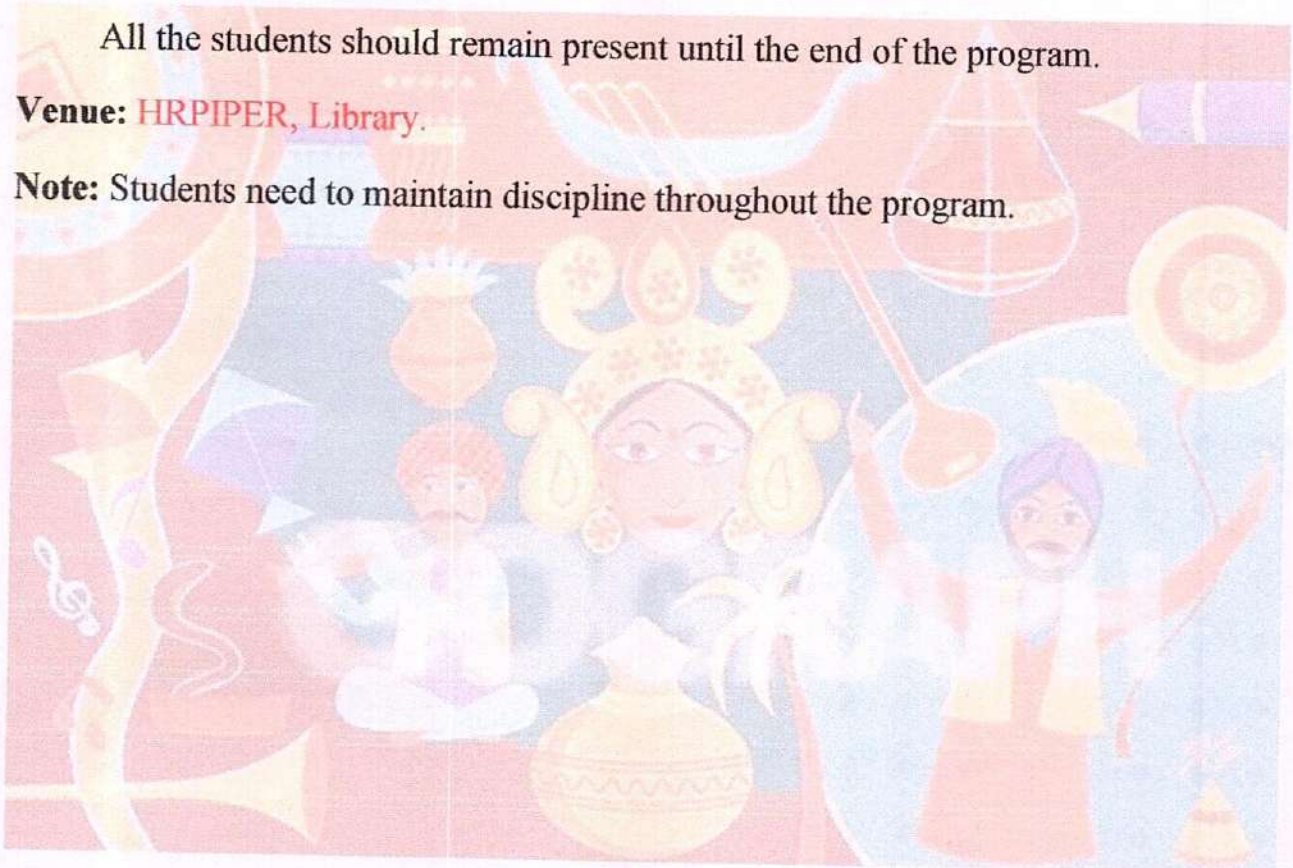 All the students should remain present until the end of the program.
Venue: HRPIPER, Library.
Note: Students need to maintain discipline throughout the program.